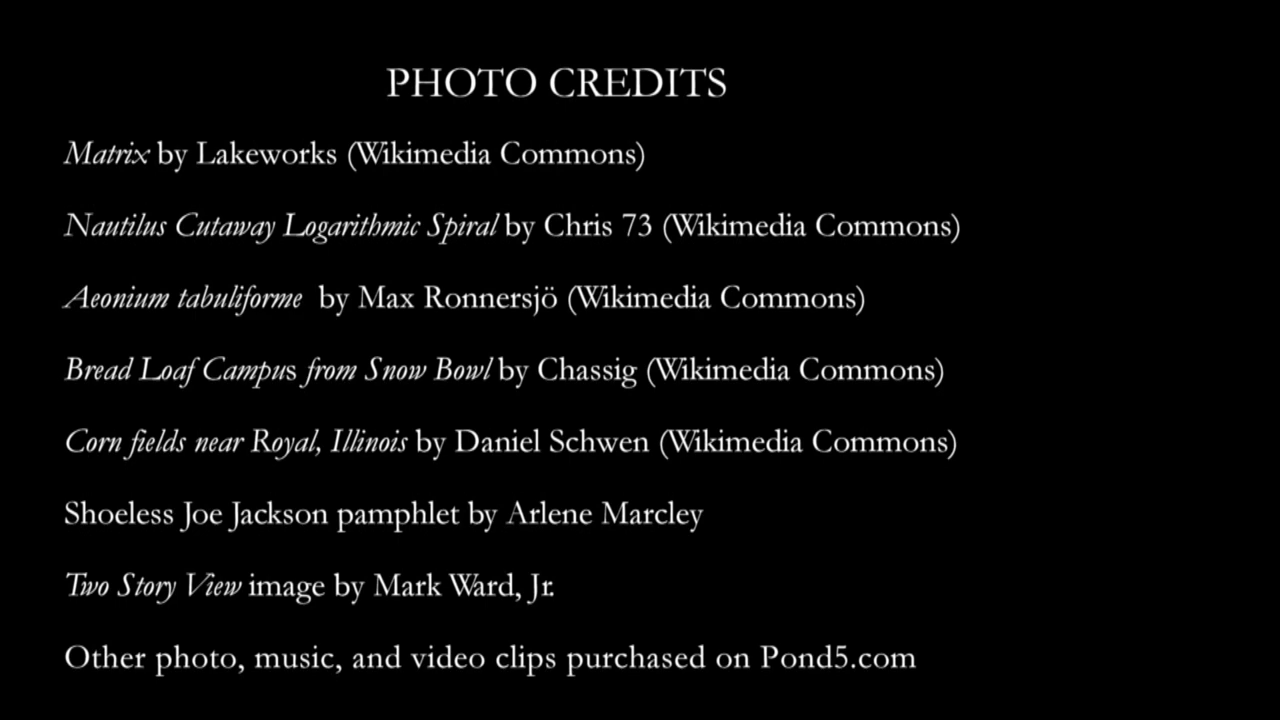 PHOTO CREDITS
Matrix by Lakeworks (Wikimedia Commons)
Nautilus Cutaway Logarithmic Spiral by Chris 73 (Wikimedia Commons)
Aeonium tabuliforme by Max Ronnersjö (Wikimedia Commons)
Bread Loaf Campus from Snow Bowl by Chassig (Wikimedia Commons)
Corn fields near Royal, Illinois by Daniel Schwen (Wikimedia Commons)
Shoeless Joe Jackson pamphlet by Arlene Marcley
Two Story View image by Mark Ward, Jr.
Other photo, music, and video clips purchased on Pond5.com